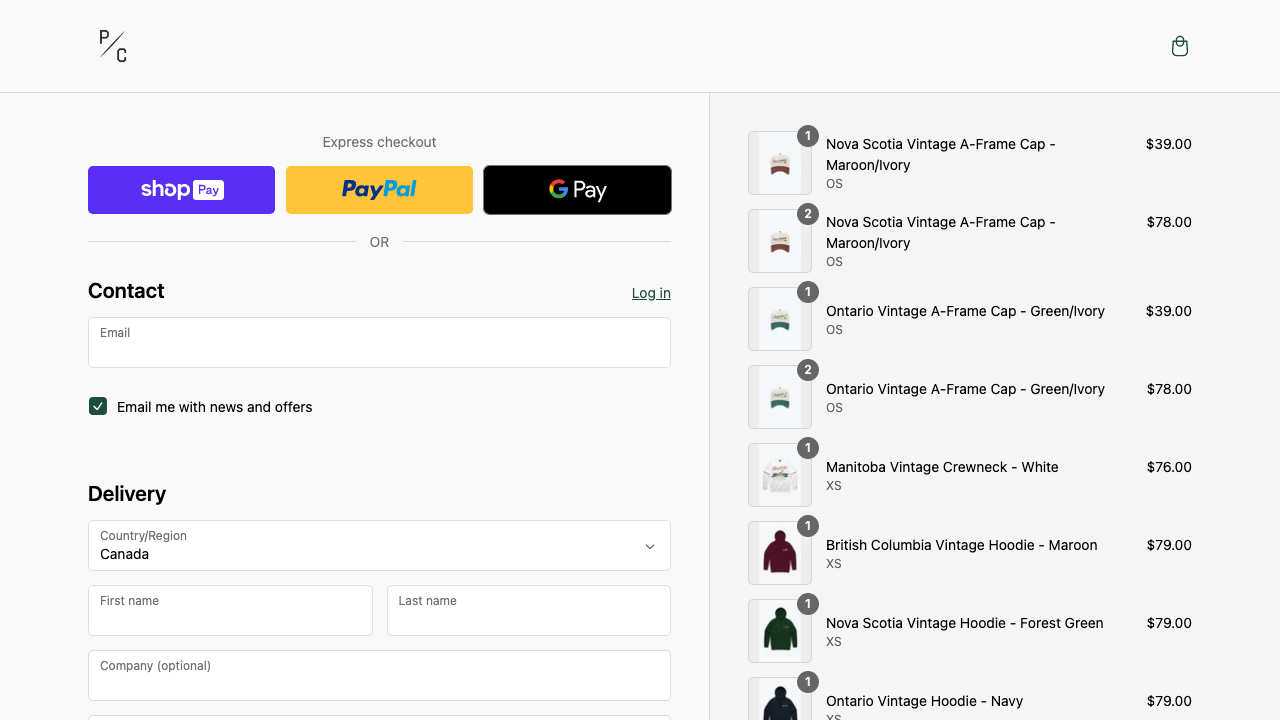 P/C
Express checkout
shop Pay
PayPal
G Pay
OR
Contact
Log in
Email
Email me with news and offers
Delivery
Country/Region
Canada
First name
Last name
Company (optional)
1
Nova Scotia Vintage A-Frame Cap -
Maroon/Ivory
OS
$39.00
2
Nova Scotia Vintage A-Frame Cap -
Maroon/Ivory
OS
$78.00
1
Ontario Vintage A-Frame Cap - Green/Ivory
OS
$39.00
2
Ontario Vintage A-Frame Cap - Green/Ivory
OS
$78.00
1
Manitoba Vintage Crewneck - White
XS
$76.00
1
British Columbia Vintage Hoodie - Maroon
XS
$79.00
1
Nova Scotia Vintage Hoodie - Forest Green
XS
$79.00
1
Ontario Vintage Hoodie - Navy
XS
$79.00